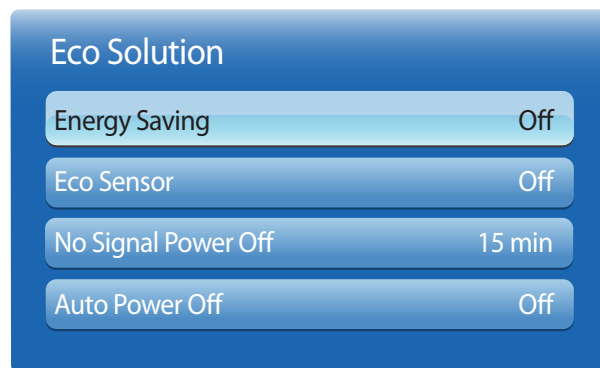 Eco Solution
Energy Saving Off
Eco Sensor Off
No Signal Power Off 15 min
Auto Power Off Off